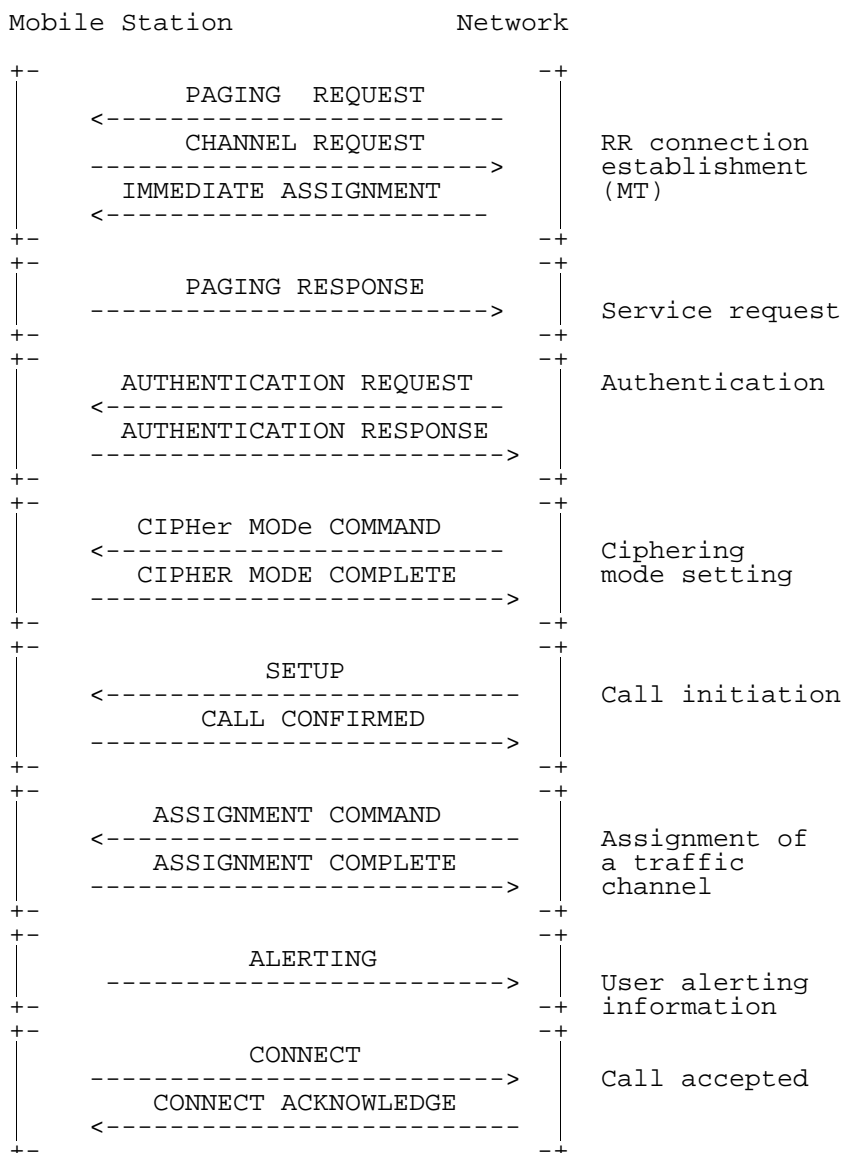 Mobile Station Network
+- -+
PAGING REQUEST
<-------------------------
CHANNEL REQUEST RR connection
-------------------------> establishment
IMMEDIATE ASSIGNMENT (MT)
<------------------------
+- -+
+- -+
PAGING RESPONSE
-------------------------> Service request
+- -+
+- -+
AUTHENTICATION REQUEST Authentication
<-------------------------
AUTHENTICATION RESPONSE
-------------------------->
+- -+
+- -+
CIPHer MODe COMMAND
<------------------------- Ciphering
CIPHER MODE COMPLETE mode setting
-------------------------->
+- -+
+- -+
SETUP
<-------------------------- Call initiation
CALL CONFIRMED
-------------------------->
+- -+
+- -+
ASSIGNMENT COMMAND
<-------------------------- Assignment of
ASSIGNMENT COMPLETE a traffic
--------------------------> channel
+- -+
+- -+
ALERTING
-------------------------> User alerting
+- -+ information
+- -+
CONNECT
--------------------------> Call accepted
CONNECT ACKNOWLEDGE
<--------------------------
+- -+